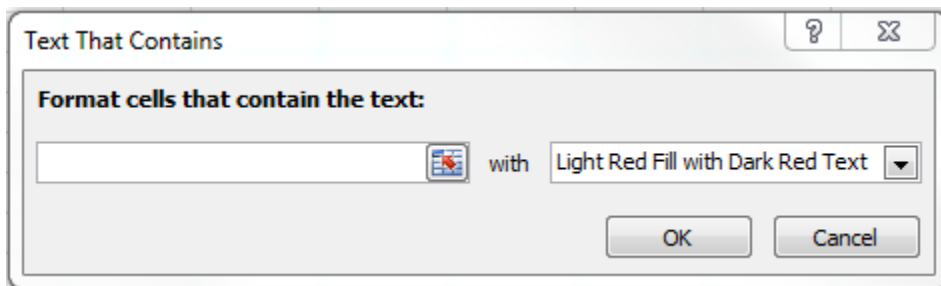 Text That Contains
Format cells that contain the text:
with Light Red Fill with Dark Red Text
OK Cancel